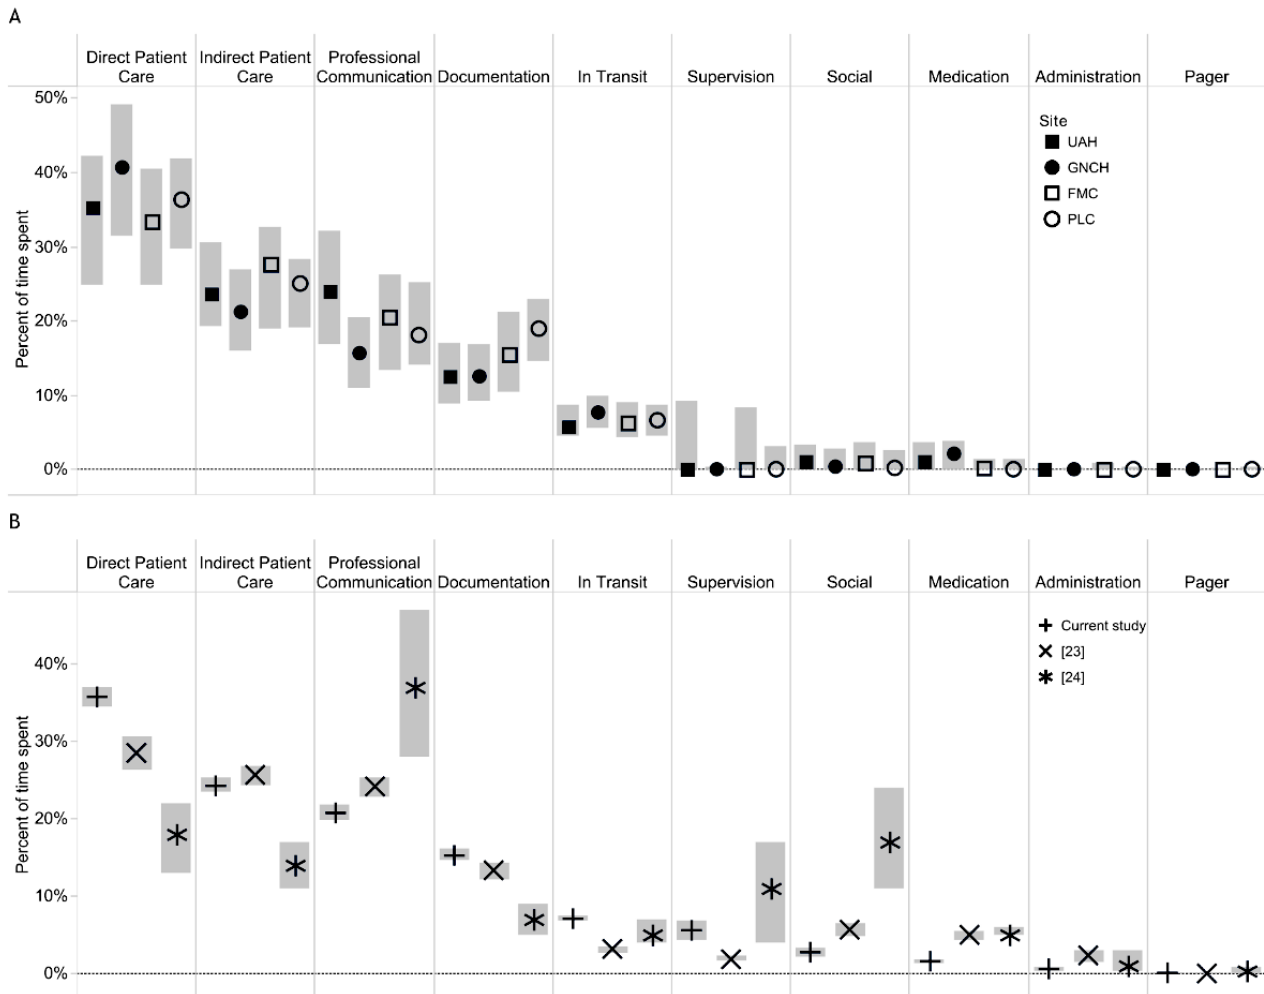 A
Direct Patient Care
Indirect Patient Care
Professional Communication
Documentation
In Transit
Supervision
Social
Medication
Administration
Pager
50%
40%
30%
20%
10%
0%
Percent of time spent
Site
UAH
GNCH
FMC
PLC
B
Direct Patient Care
Indirect Patient Care
Professional Communication
Documentation
In Transit
Supervision
Social
Medication
Administration
Pager
40%
30%
20%
10%
0%
Percent of time spent
Current study
[23]
[24]